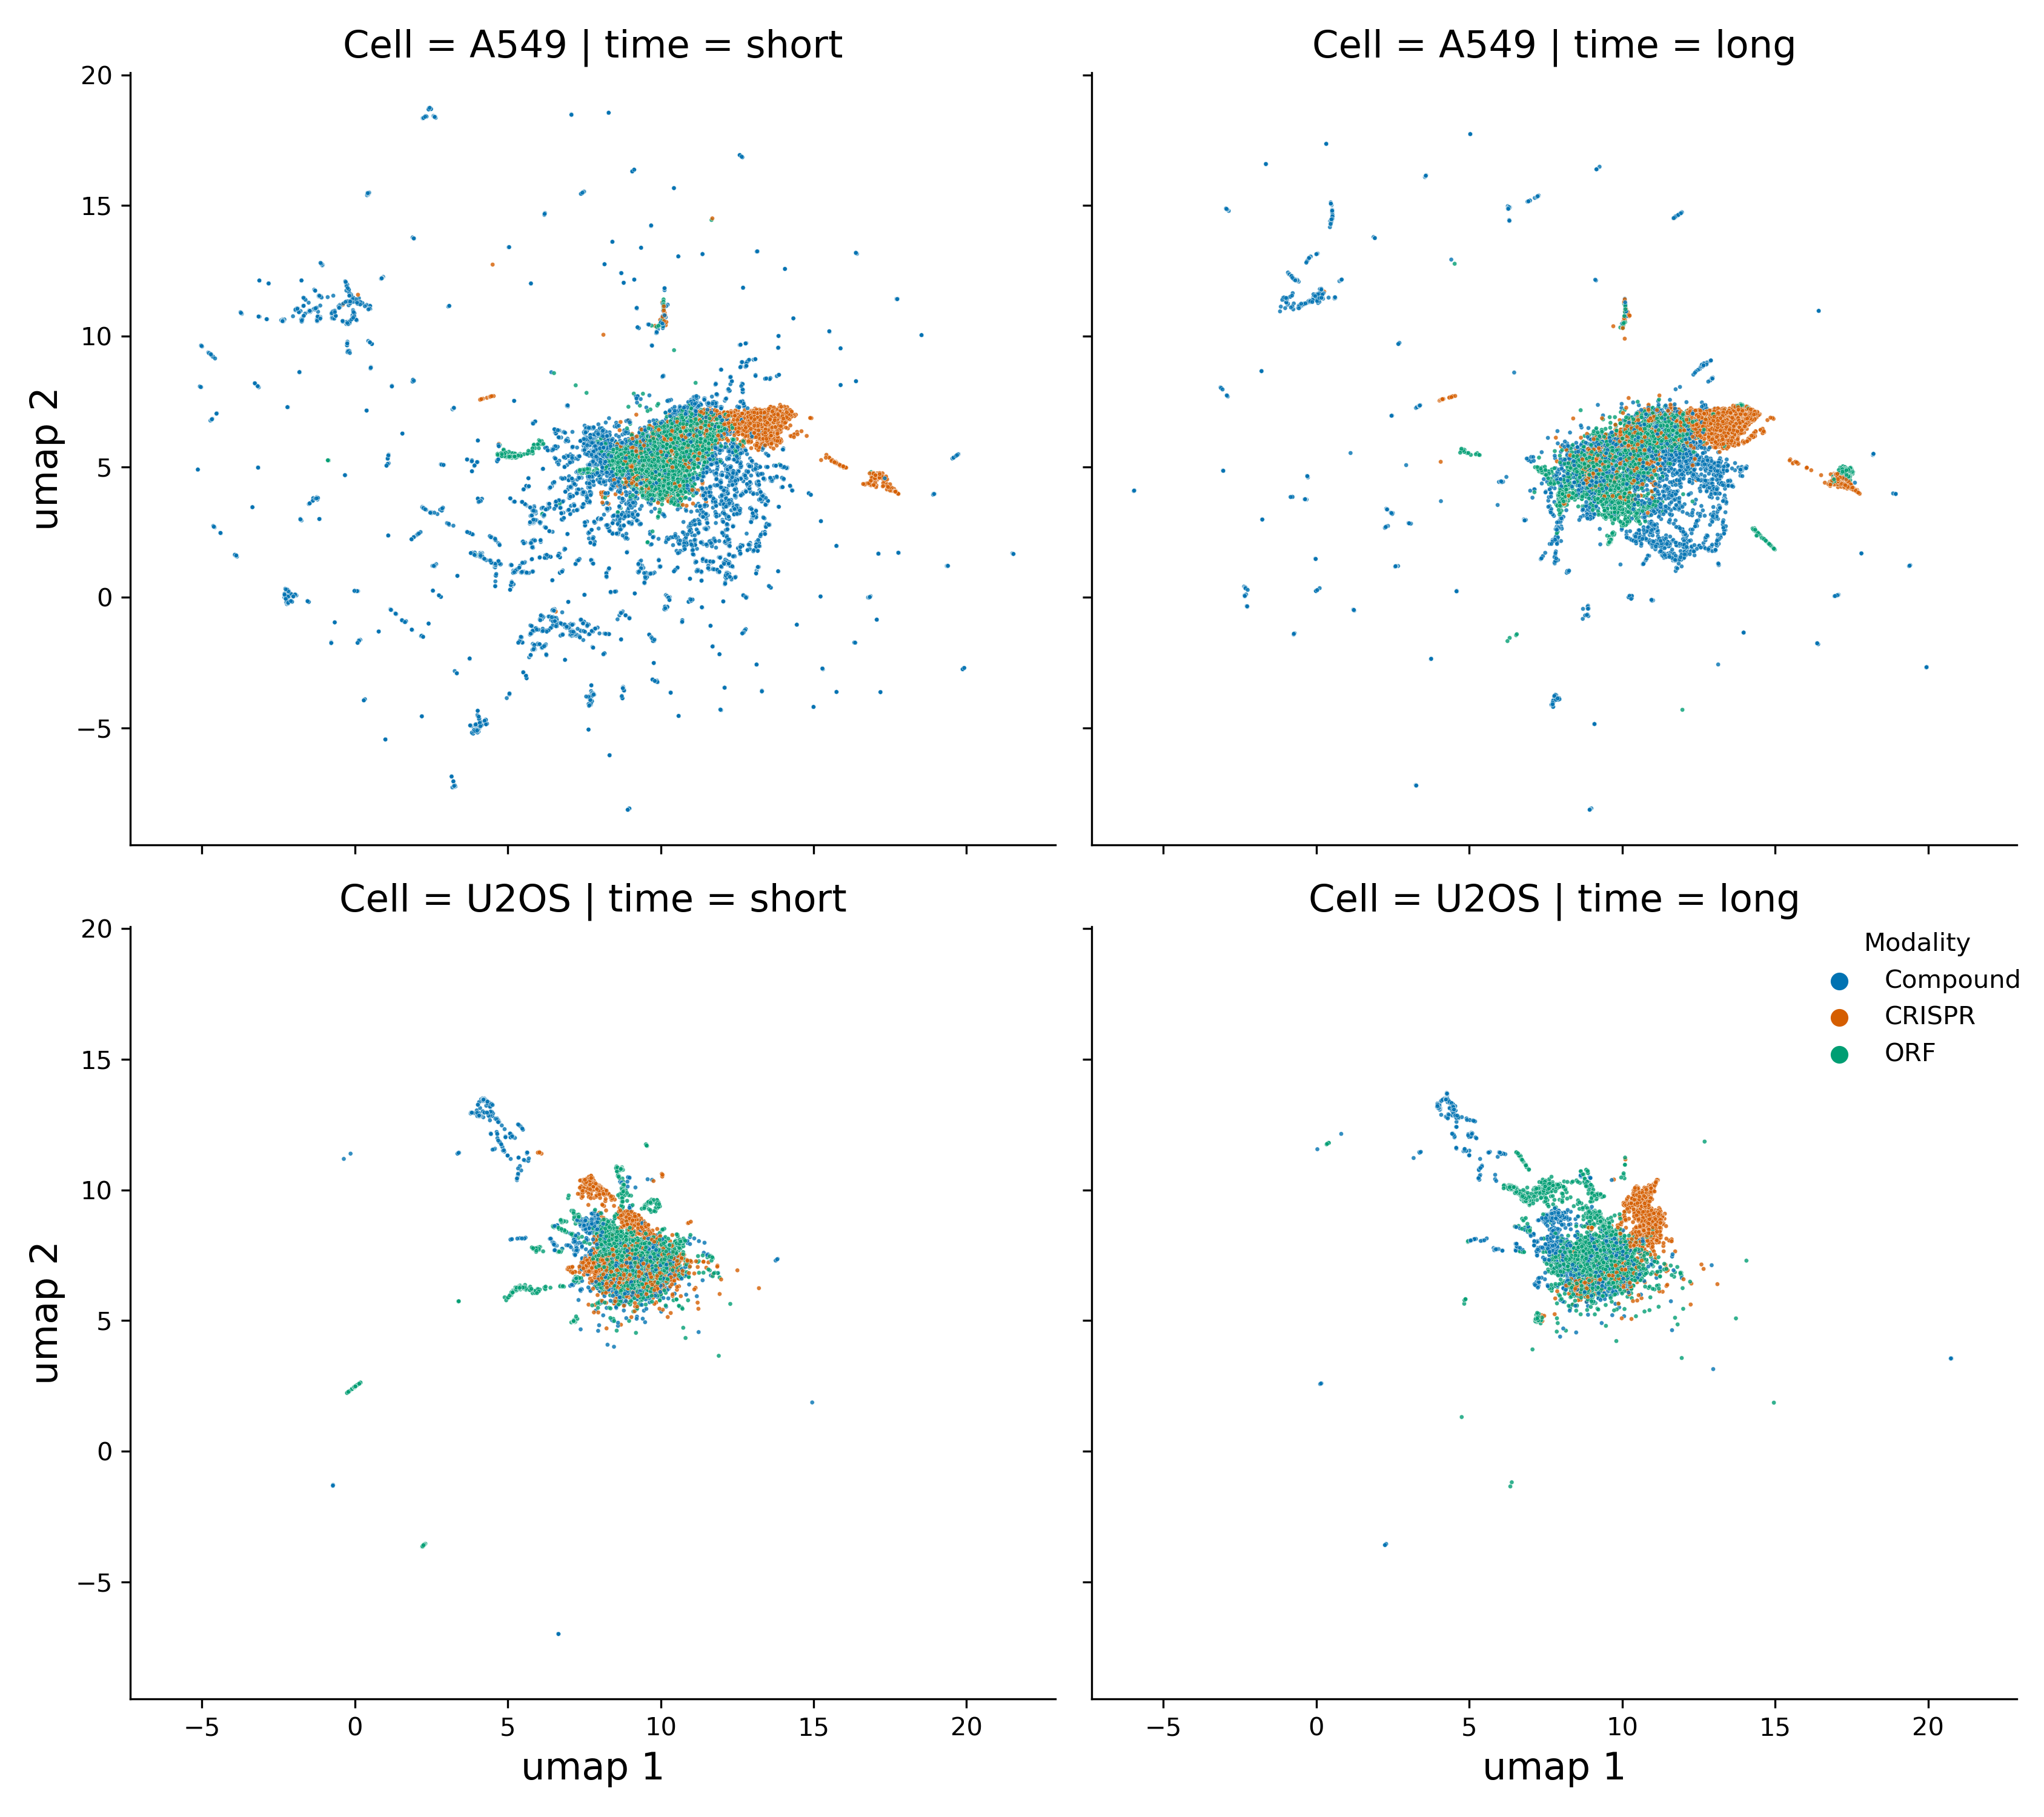 Cell = A549 | time = short
Cell = A549 | time = long
20
15
10
5
0
−5
umap 2
Cell = U2OS | time = short
Cell = U2OS | time = long
Modality
Compound
CRISPR
ORF
20
15
10
5
0
−5
umap 2
−5 0 5 10 15 20
−5 0 5 10 15 20
umap 1
umap 1